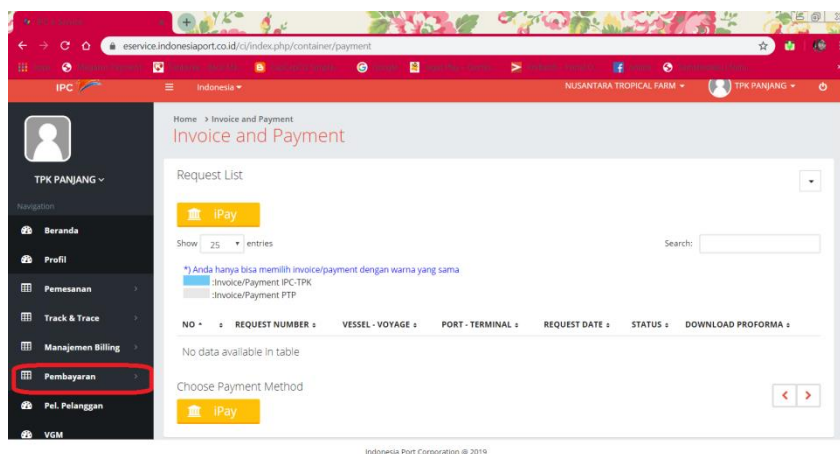 eservice.indonesiaport.co.id/ci/index.php/container/payment
IPC
Indonesia
NUSANTARA TROPICAL FARM
TPK PANJANG
Home > Invoice and Payment
Invoice and Payment
TPK PANJANG
Navigation
Beranda
Profil
Pemesanan
Track & Trace
Manajemen Billing
Pembayaran
Pel. Pelanggan
VGM
Request List
iPay
Show 25 entries
Search:
*) Anda hanya bisa memilih invoice/payment dengan warna yang sama
:Invoice/Payment IPC-TPK
:Invoice/Payment PTP
NO REQUEST NUMBER VESSEL - VOYAGE PORT - TERMINAL REQUEST DATE STATUS DOWNLOAD PROFORMA
No data available in table
Choose Payment Method
iPay
Indonesia Port Corporation @ 2019